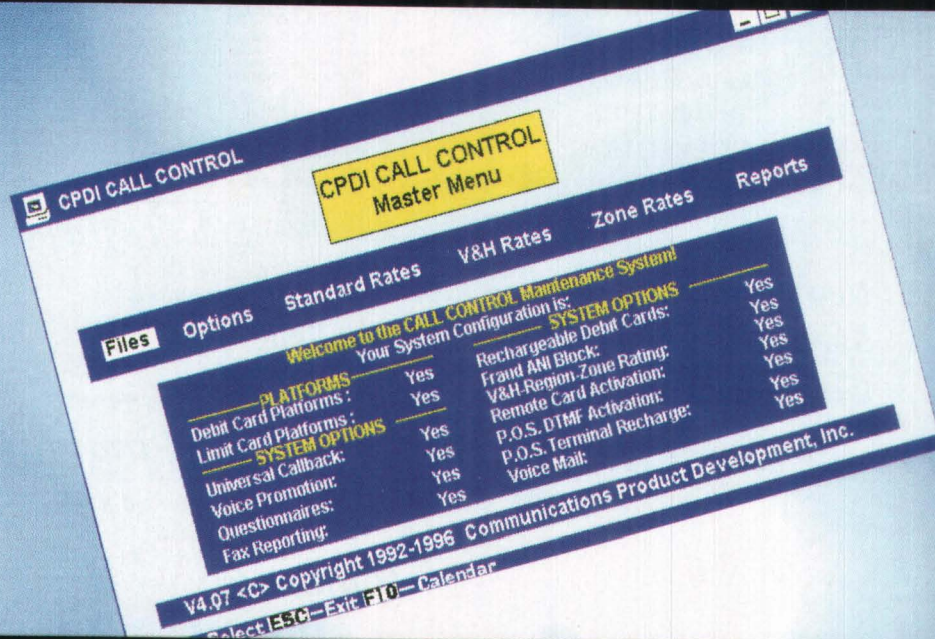 CPDI CALL CONTROL
CPDI CALL CONTROL
Master Menu
Files Options Standard Rates V&H Rates Zone Rates Reports
Welcome to the CALL CONTROL Maintenance System!
Your System Configuration is:
PLATFORMS
Debit Card Platforms : Yes
Limit Card Platforms : Yes
SYSTEM OPTIONS
Universal Callback: Yes
Voice Promotion: Yes
Questionnaires: Yes
Fax Reporting: Yes
SYSTEM OPTIONS
Rechargeable Debit Cards: Yes
Fraud ANI Block: Yes
V&H-Region-Zone Rating: Yes
Remote Card Activation: Yes
P.O.S. DTMF Activation: Yes
P.O.S. Terminal Recharge: Yes
Voice Mail: Yes
V4.07 <C> Copyright 1992-1996 Communications Product Development, Inc.
Select ESC—Exit F10—Calendar